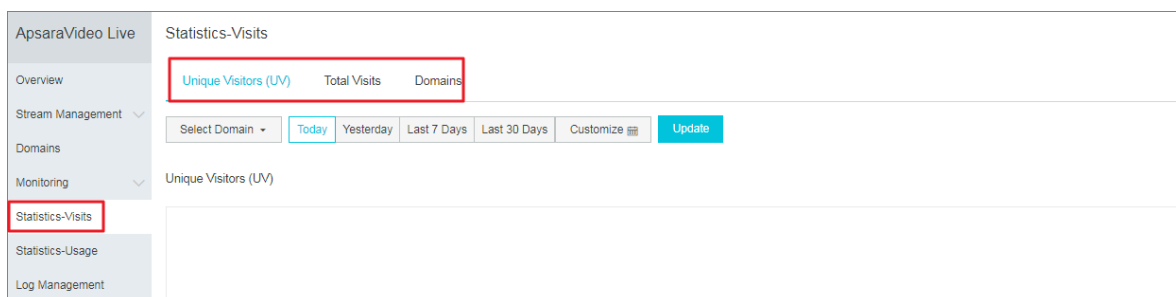 ApsaraVideo Live
Overview
Stream Management
Domains
Monitoring
Statistics-Visits
Statistics-Usage
Log Management
Statistics-Visits
Unique Visitors (UV) Total Visits Domains
Select Domain Today Yesterday Last 7 Days Last 30 Days Customize Update
Unique Visitors (UV)